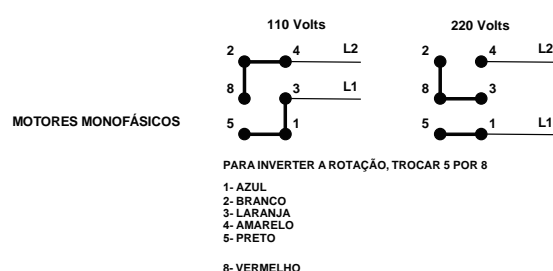 110 Volts 220 Volts
2 4 L2 2 4 L2
8 3 L1 8 3
MOTORES MONOFÁSICOS
5 1 5 1 L1
PARA INVERTER A ROTAÇÃO, TROCAR 5 POR 8
1- AZUL
2- BRANCO
3- LARANJA
4- AMARELO
5- PRETO
8- VERMELHO